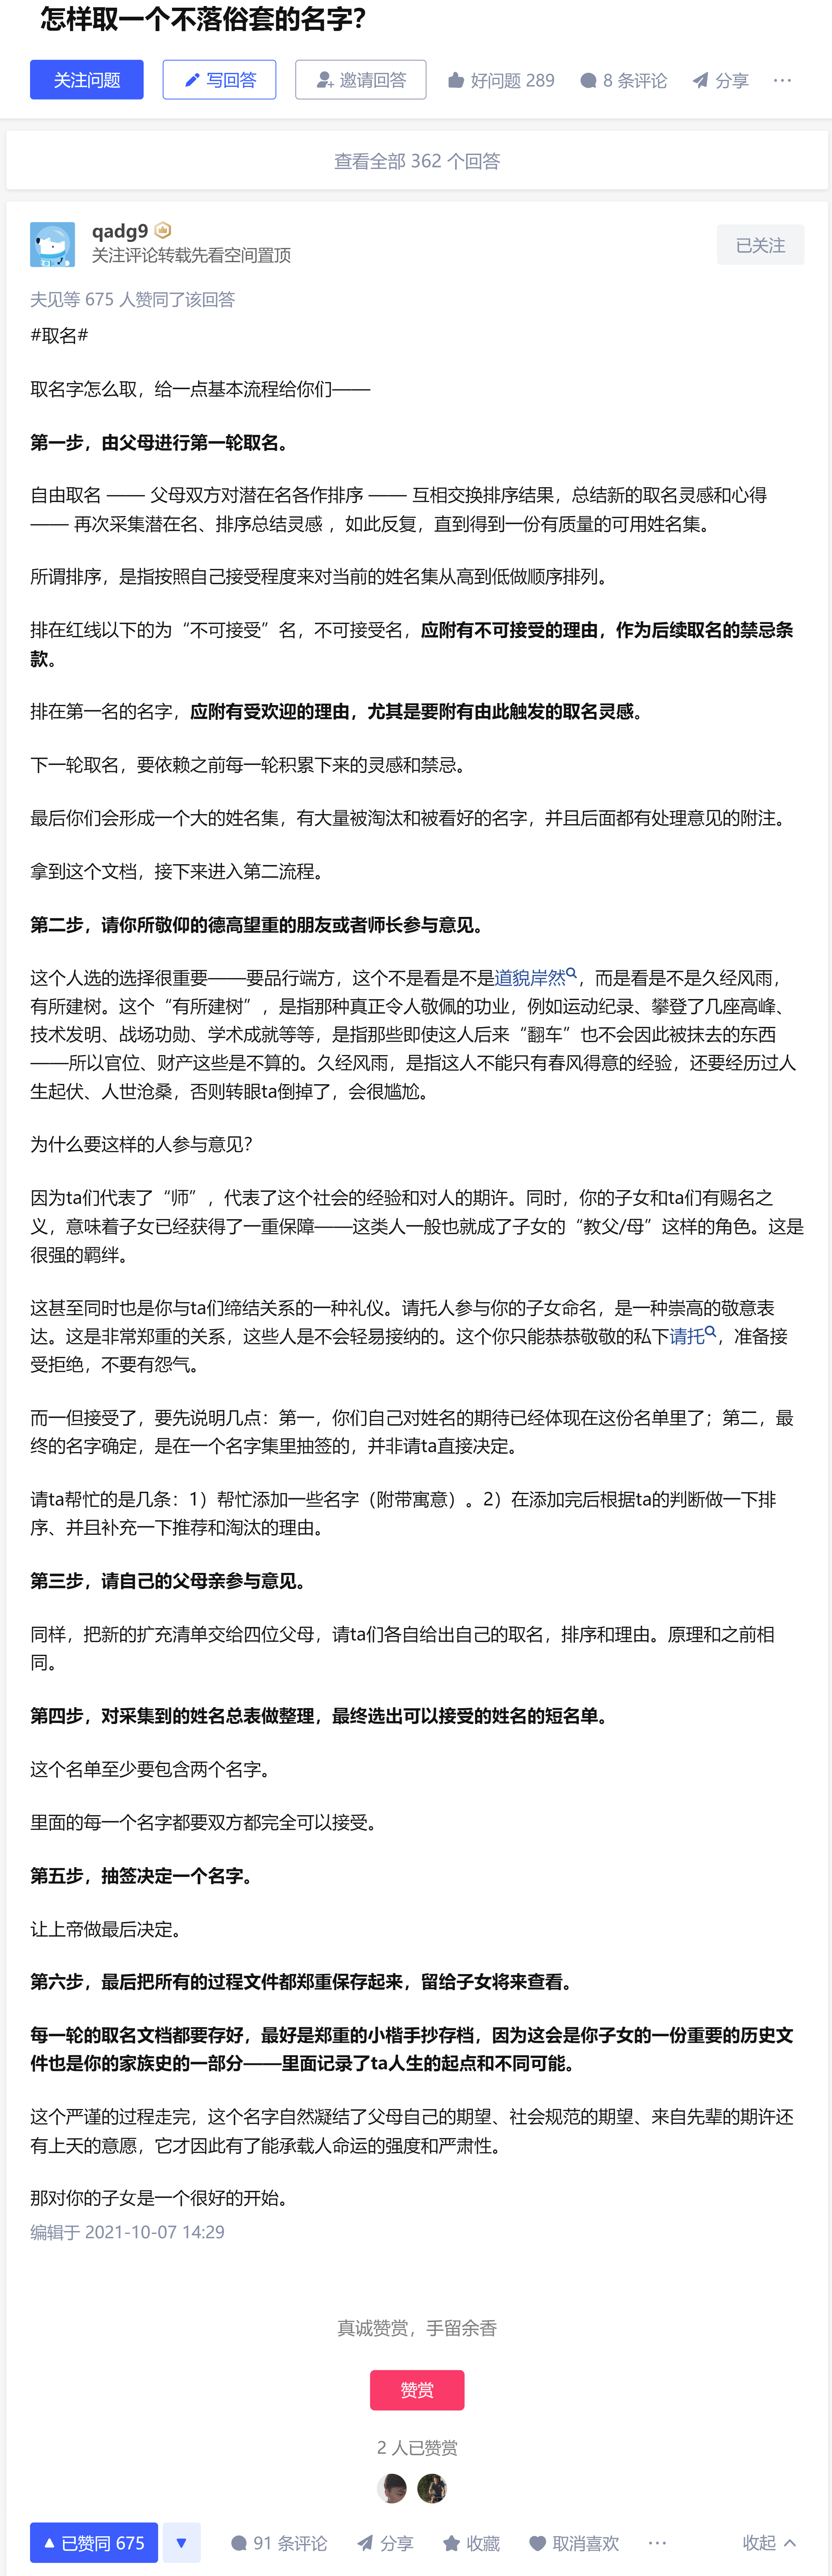 怎样取一个不落俗套的名字？
关注问题 写回答 邀请回答 好问题 289 8 条评论 分享 ···
查看全部 362 个回答
qadg9
关注评论转载先看空间置顶
已关注
未见等 675 人赞同了该回答
#取名#
取名字怎么取，给一点基本流程给你们——
第一步，由父母进行第一轮取名。
自由取名 —— 父母双方对潜在名各作排序 —— 互相交换排序结果，总结新的取名灵感和心得
—— 再次采集潜在名、排序总结灵感 ，如此反复，直到得到一份有质量的可用姓名集。
所谓排序，是指按照自己接受程度来对当前的姓名集从高到低做顺序排列。
排在红线以下的为“不可接受”名，不可接受名，应附有不可接受的理由，作为后续取名的禁忌条
款。
排在第一名的名字，应附有受欢迎的理由，尤其是要附有由此触发的取名灵感。
下一轮取名，要依赖之前每一轮积累下来的灵感和禁忌。
最后你们会形成一个大的姓名集，有大量被淘汰和被看好的名字，并且后面都有处理意见的附注。
拿到这个文档，接下来进入第二流程。
第二步，请你所敬仰的德高望重的朋友或者师长参与意见。
这个人选的选择很重要——要品行端方，这个不是看是不是道貌岸然，而是看是不是久经风雨，
有所建树。这个“有所建树”，是指那种真正令人敬佩的功业，例如运动纪录、攀登了几座高峰、
技术发明、战场功勋、学术成就等等，是指那些即使这人后来“翻车”也不会因此被抹去的东西
——所以官位、财产这些是不算的。久经风雨，是指这人不能只有春风得意的经验，还要经历过人
生起伏、人世沧桑，否则转眼ta倒掉了，会很尴尬。
为什么要这样的人参与意见？
因为ta们代表了“师”，代表了这个社会的经验和对人的期许。同时，你的子女和ta们有赐名之
义，意味着子女已经获得了一重保障——这类人一般也就成了子女的“教父/母”这样的角色。这是
很强的羁绊。
这甚至同时也是你与ta们缔结关系的一种礼仪。请托人参与你的子女命名，是一种崇高的敬意表
达。这是非常郑重的关系，这些人是不会轻易接纳的。这个你只能恭恭敬敬的私下请托，准备接
受拒绝，不要有怨气。
而一但接受了，要先说明几点：第一，你们自己对姓名的期待已经体现在这份名单里了；第二，最
终的名字确定，是在一个名字集里抽签的，并非请ta直接决定。
请ta帮忙的是几条：1）帮忙添加一些名字（附带寓意）。2）在添加完后根据ta的判断做一下排
序、并且补充一下推荐和淘汰的理由。
第三步，请自己的父母亲参与意见。
同样，把新的扩充清单交给四位父母，请ta们各自给出自己的取名，排序和理由。原理和之前相
同。
第四步，对采集到的姓名总表做整理，最终选出可以接受的姓名的短名单。
这个名单至少要包含两个名字。
里面的每一个名字都要双方都完全可以接受。
第五步，抽签决定一个名字。
让上帝做最后决定。
第六步，最后把所有的过程文件都郑重保存起来，留给子女将来查看。
每一轮的取名文档都要存好，最好是郑重的小楷手抄存档，因为这会是你子女的一份重要的历史文
件也是你的家族史的一部分——里面记录了ta人生的起点和不同可能。
这个严谨的过程走完，这个名字自然凝结了父母自己的期望、社会规范的期望、来自先辈的期许还
有上天的意愿，它才因此有了能承载人命运的强度和严肃性。
那对你的子女是一个很好的开始。
编辑于 2021-10-07 14:29
真诚赞赏，手留余香
赞赏
2 人已赞赏
已赞同 675 91 条评论 分享 收藏 取消喜欢 ··· 收起